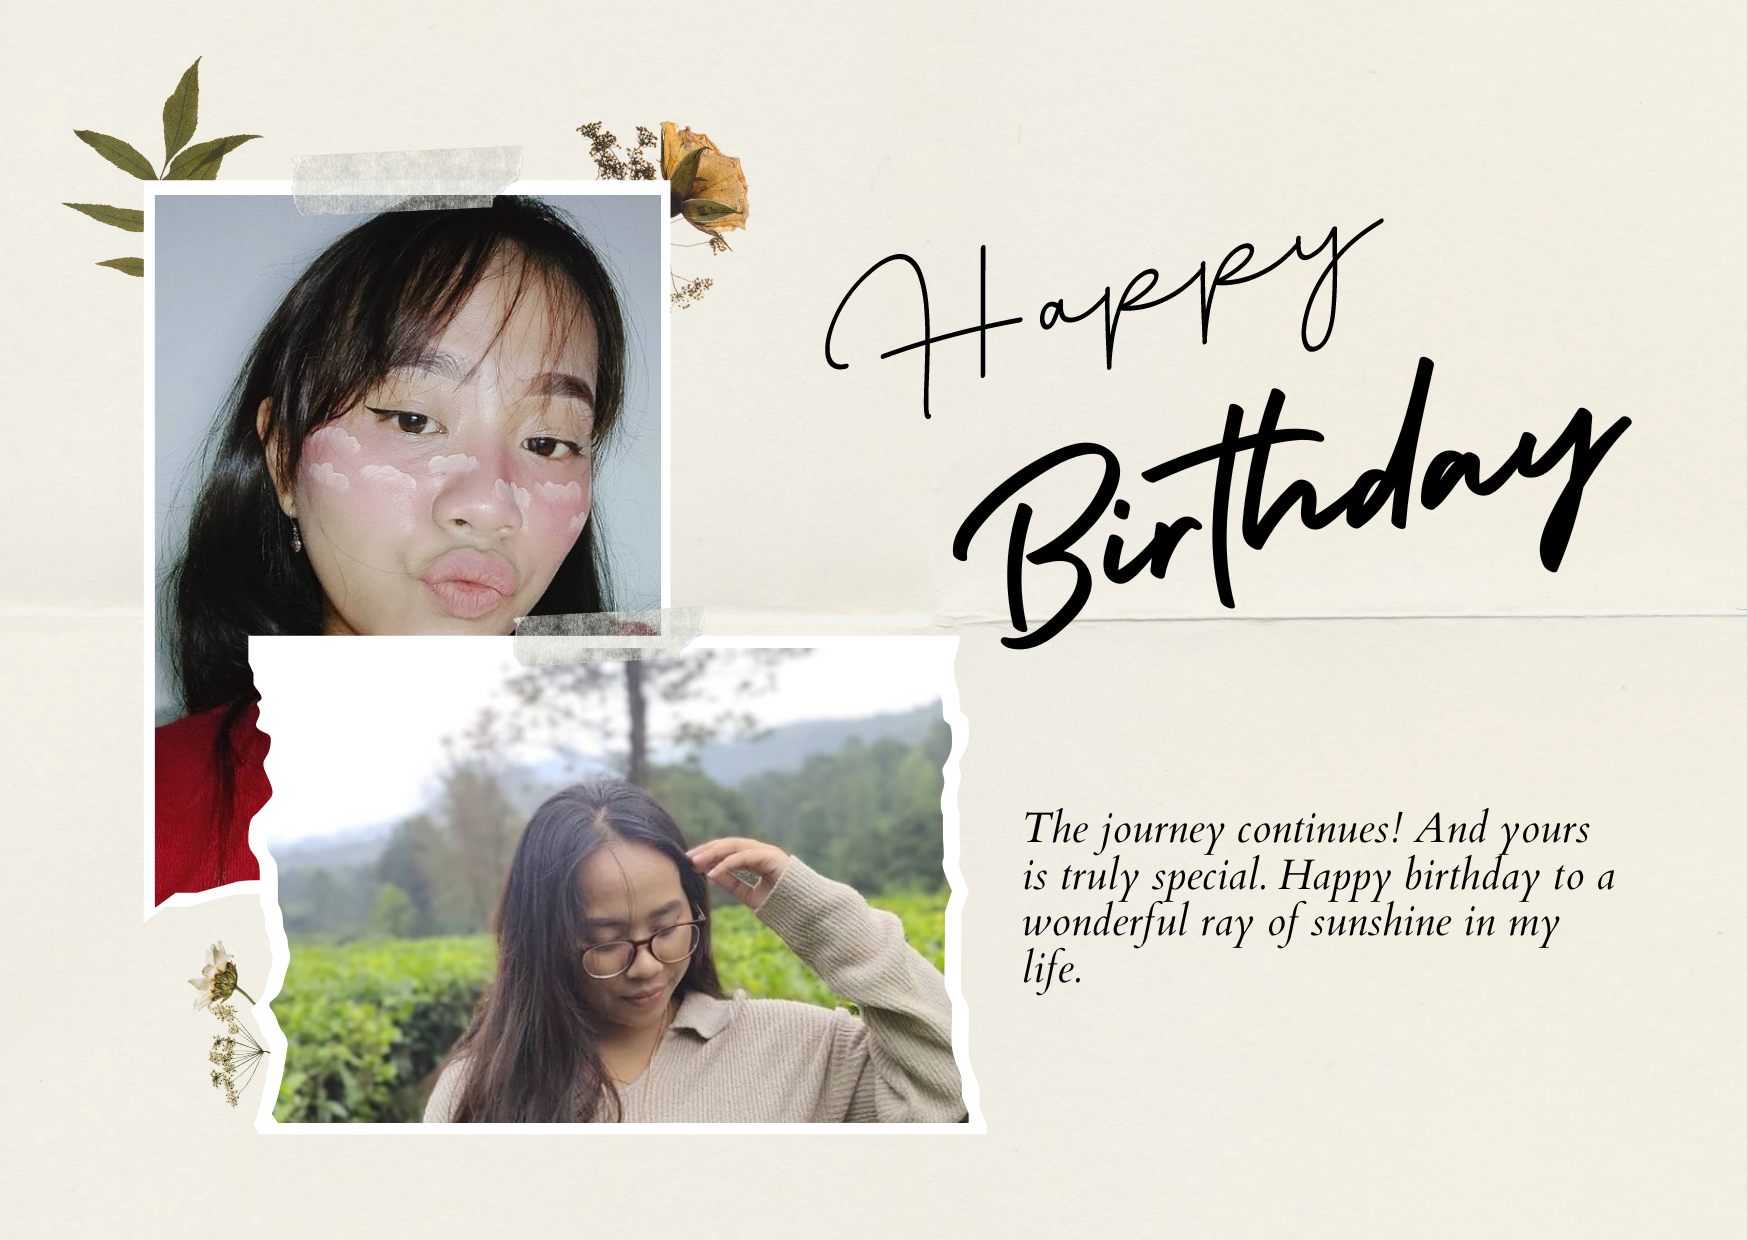 Happy
Birthday
The journey continues! And yours
is truly special. Happy birthday to a
wonderful ray of sunshine in my
life.